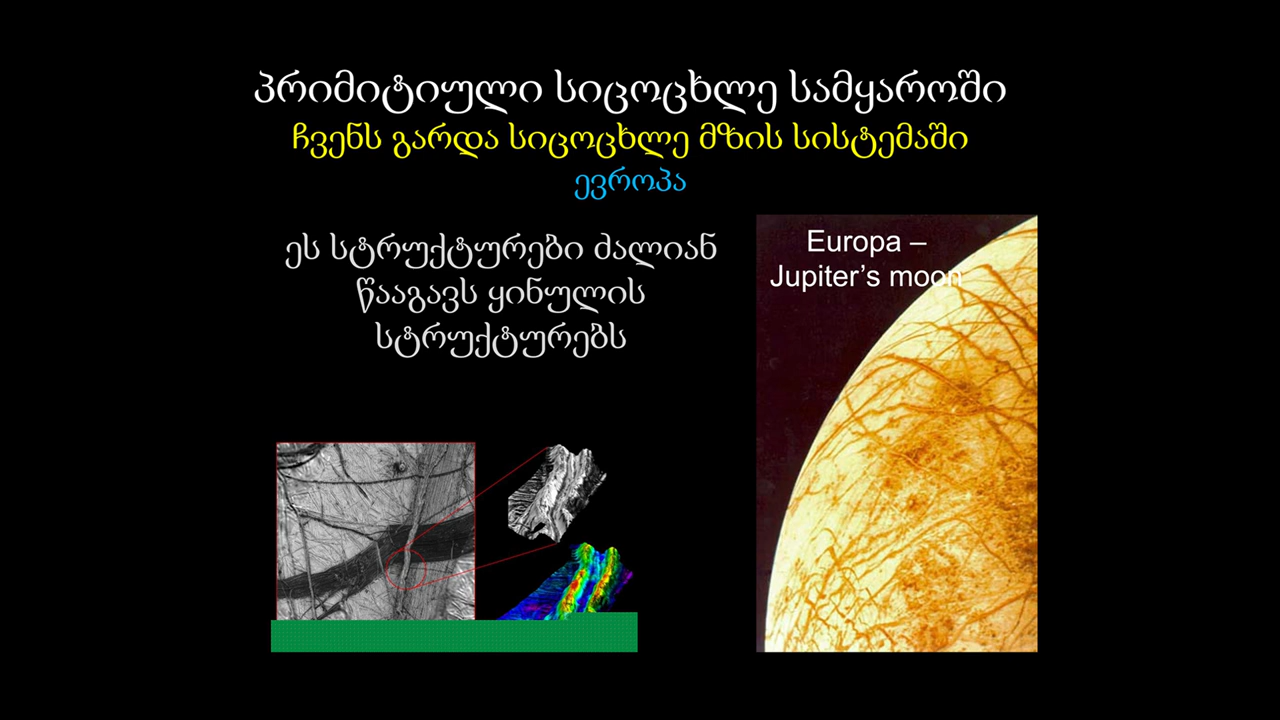 პრიმიტიული სიცოცხლე სამყაროში
ჩვენს გარდა სიცოცხლე მზის სისტემაში
ევროპა
ეს სტრუქტურები ძალიან
წააგავს ყინულის
სტრუქტურებს
Europa –
Jupiter’s moon